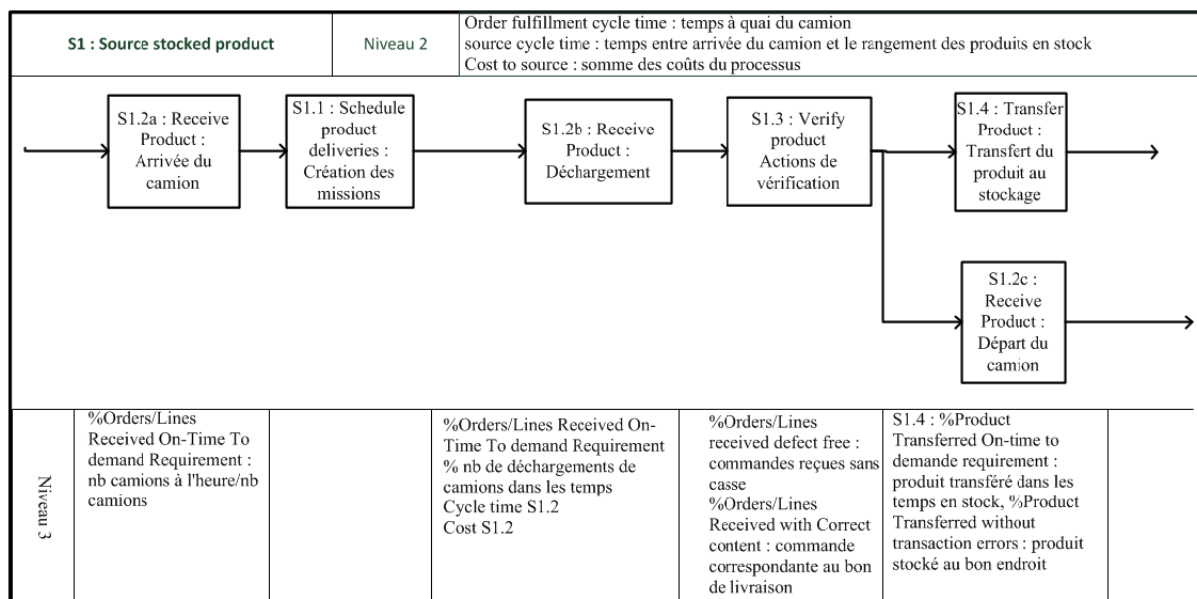 S1 : Source stocked product
Niveau 2
Order fulfillment cycle time : temps à quai du camion
source cycle time : temps entre arrivée du camion et le rangement des produits en stock
Cost to source : somme des coûts du processus
S1.2a : Receive
Product :
Arrivée du
camion
S1.1 : Schedule
product
deliveries :
Création des
missions
S1.2b : Receive
Product :
Déchargement
S1.3 : Verify
product
Actions de
vérification
S1.4 : Transfer
Product :
Transfert du
produit au
stockage
S1.2c :
Receive
Product :
Départ du
camion
Niveau 3
%Orders/Lines
Received On-Time To
demand Requirement :
nb camions à l'heure/nb
camions
%Orders/Lines Received On-
Time To demand Requirement
% nb de déchargements de
camions dans les temps
Cycle time S1.2
Cost S1.2
%Orders/Lines
received defect free :
commandes reçues sans
casse
%Orders/Lines
Received with Correct
content : commande
correspondante au bon
de livraison
S1.4 : %Product
Transferred On-time to
demande requirement :
produit transféré dans les
temps en stock, %Product
Transferred without
transaction errors : produit
stocké au bon endroit